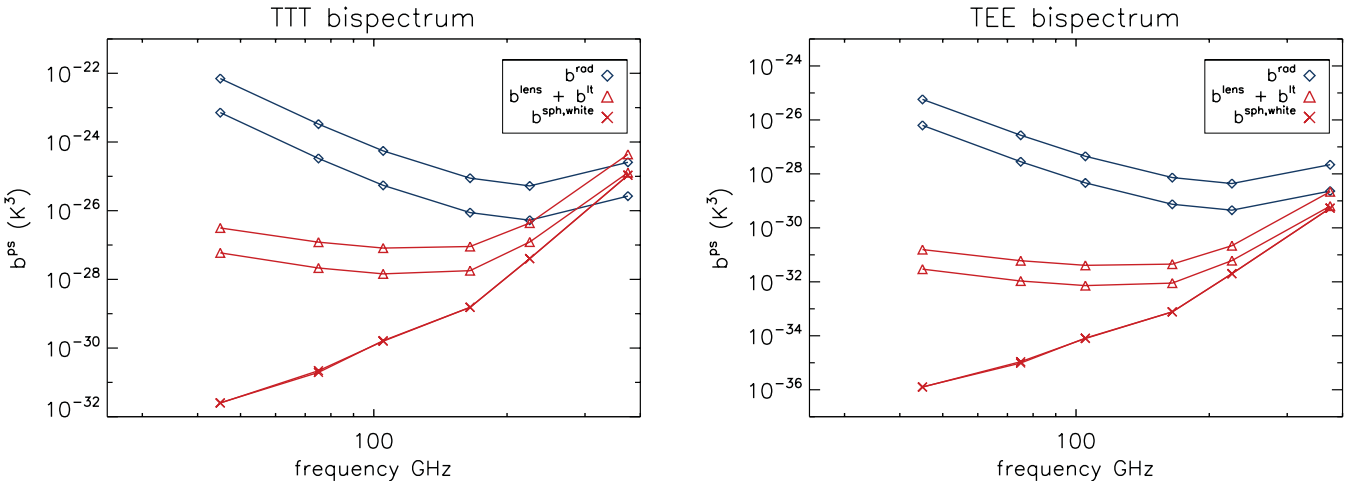 TTT bispectrum
10^-22
10^-24
10^-26
10^-28
10^-30
10^-32
b^ps (K^3)
b^rad
b^lens + b^lt
b^sph,white
100
frequency GHz
TEE bispectrum
10^-24
10^-26
10^-28
10^-30
10^-32
10^-34
10^-36
b^ps (K^3)
b^rad
b^lens + b^lt
b^sph,white
100
frequency GHz